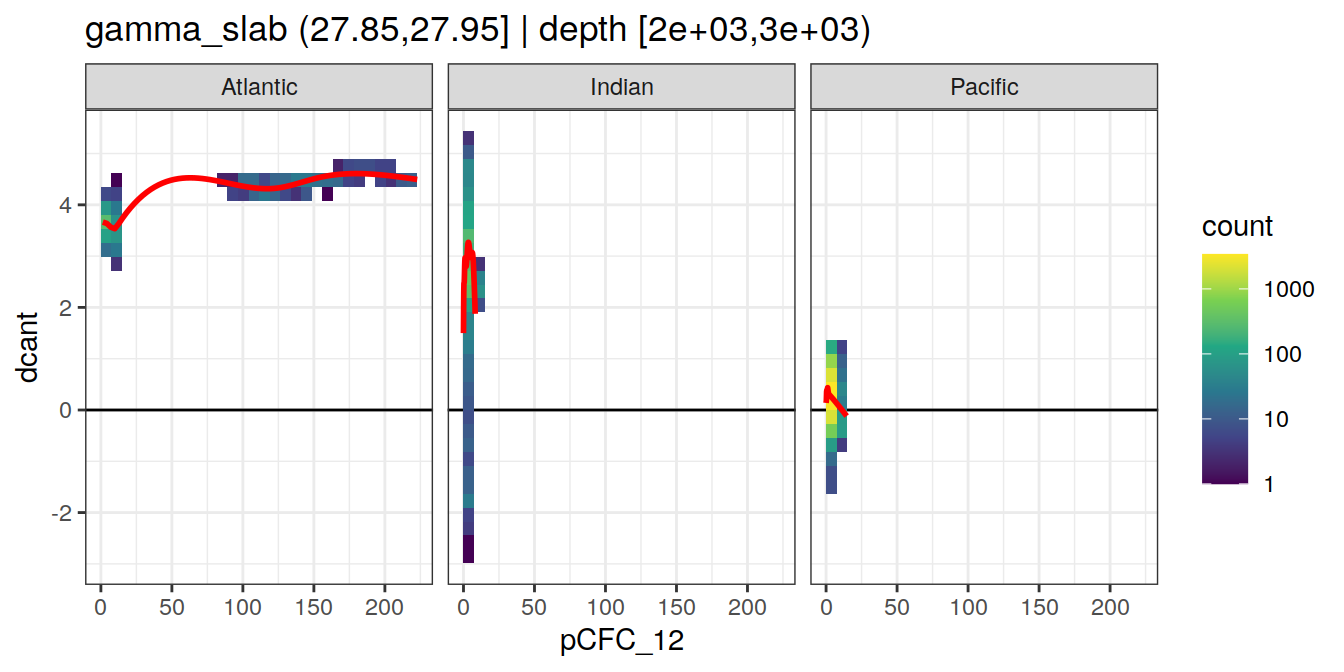 gamma_slab (27.85,27.95] | depth [2e+03,3e+03)
Atlantic
Indian
Pacific
dcant
4
2
0
-2
0 50 100 150 200
0 50 100 150 200
0 50 100 150 200
pCFC_12
count
1000
100
10
1